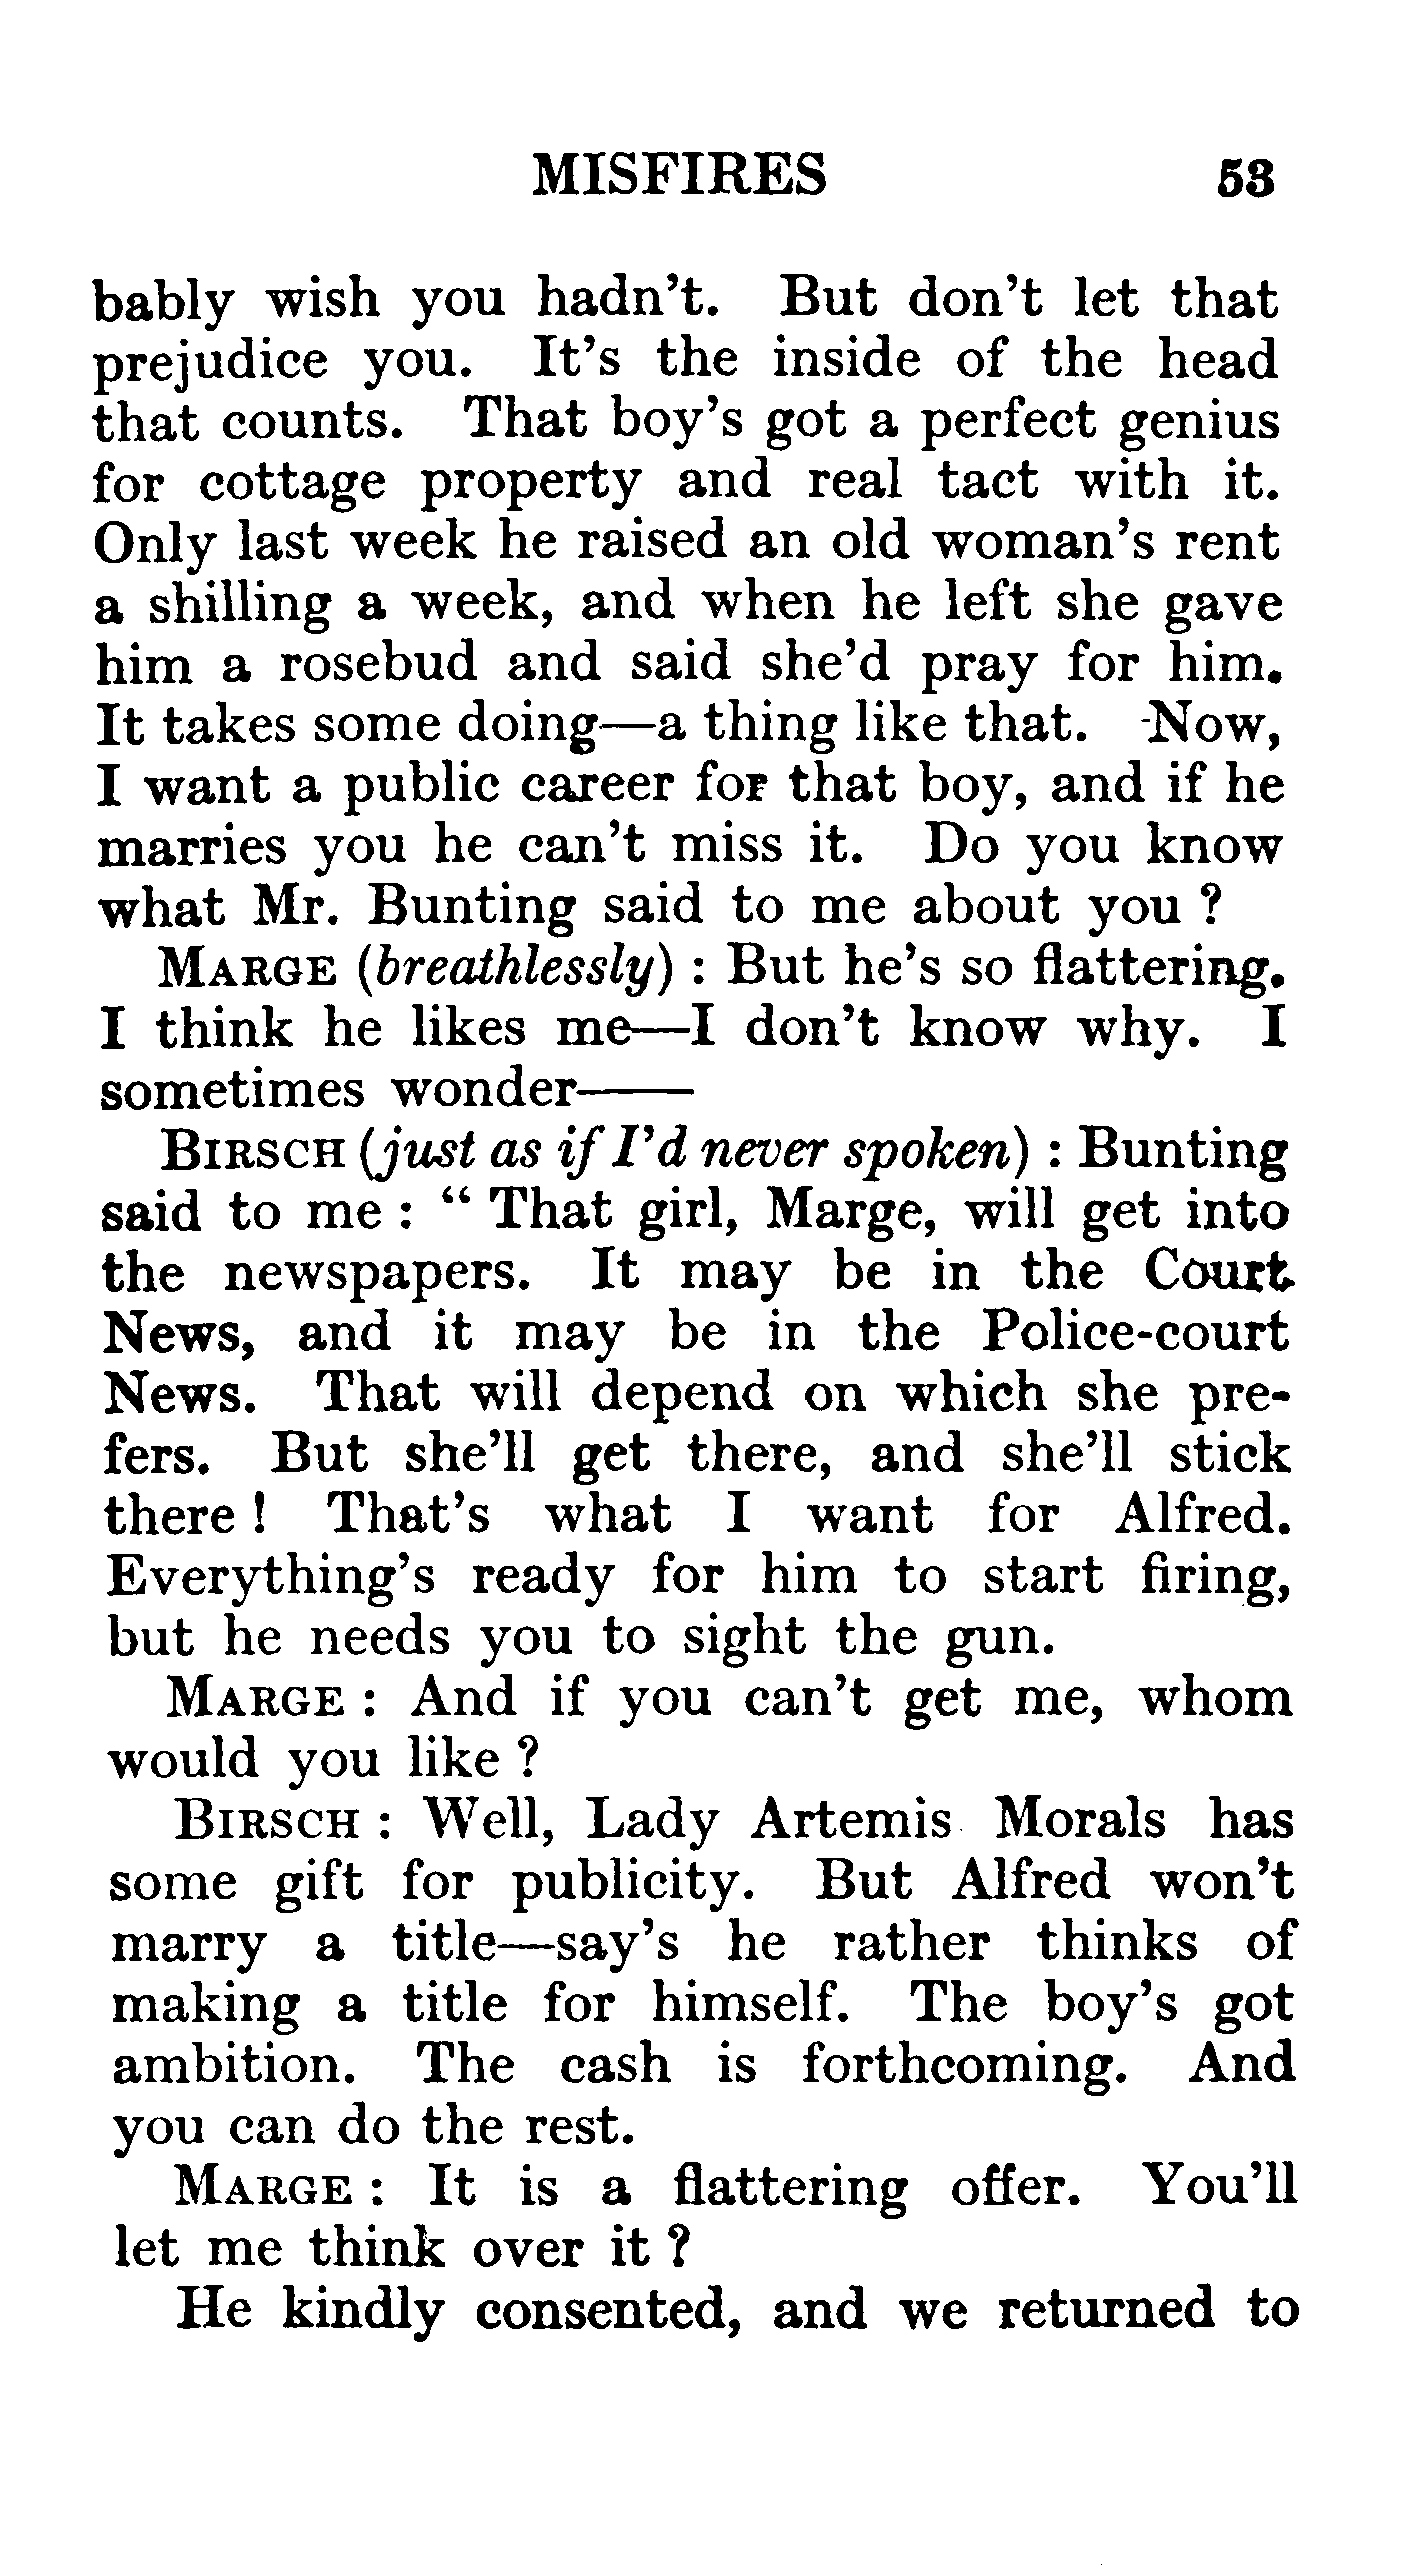 MISFIRES 53
bably wish you hadn't. But don't let that
prejudice you. It's the inside of the head
that counts. That boy's got a perfect genius
for cottage property and real tact with it.
Only last week he raised an old woman's rent
a shilling a week, and when he left she gave
him a rosebud and said she'd pray for him.
It takes some doing—a thing like that. Now,
I want a public career for that boy, and if he
marries you he can't miss it. Do you know
what Mr. Bunting said to me about you ?
MARGE (breathlessly) : But he's so flattering.
I think he likes me—I don't know why. I
sometimes wonder——
BIRSCH (just as if I'd never spoken) : Bunting
said to me : “ That girl, Marge, will get into
the newspapers. It may be in the Court
News, and it may be in the Police-court
News. That will depend on which she pre-
fers. But she'll get there, and she'll stick
there ! That's what I want for Alfred.
Everything's ready for him to start firing,
but he needs you to sight the gun.
MARGE : And if you can't get me, whom
would you like ?
BIRSCH : Well, Lady Artemis Morals has
some gift for publicity. But Alfred won't
marry a title—say's he rather thinks of
making a title for himself. The boy's got
ambition. The cash is forthcoming. And
you can do the rest.
MARGE : It is a flattering offer. You'll
let me think over it ?
He kindly consented, and we returned to